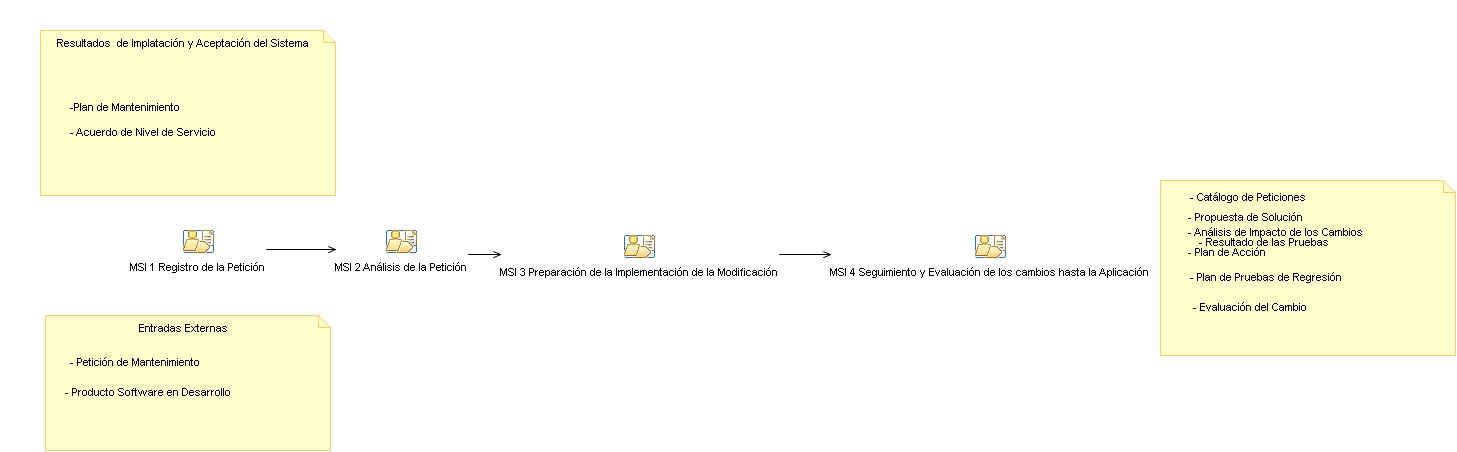 Resultados de Implatación y Aceptación del Sistema
-Plan de Mantenimiento
- Acuerdo de Nivel de Servicio
MSI 1 Registro de la Petición
MSI 2 Análisis de la Petición
MSI 3 Preparación de la Implementación de la Modificación
MSI 4 Seguimiento y Evaluación de los cambios hasta la Aplicación
Entradas Externas
- Petición de Mantenimiento
- Producto Software en Desarrollo
- Catálogo de Peticiones
- Propuesta de Solución
- Análisis de Impacto de los Cambios
- Resultado de las Pruebas
- Plan de Acción
- Plan de Pruebas de Regresión
- Evaluación del Cambio